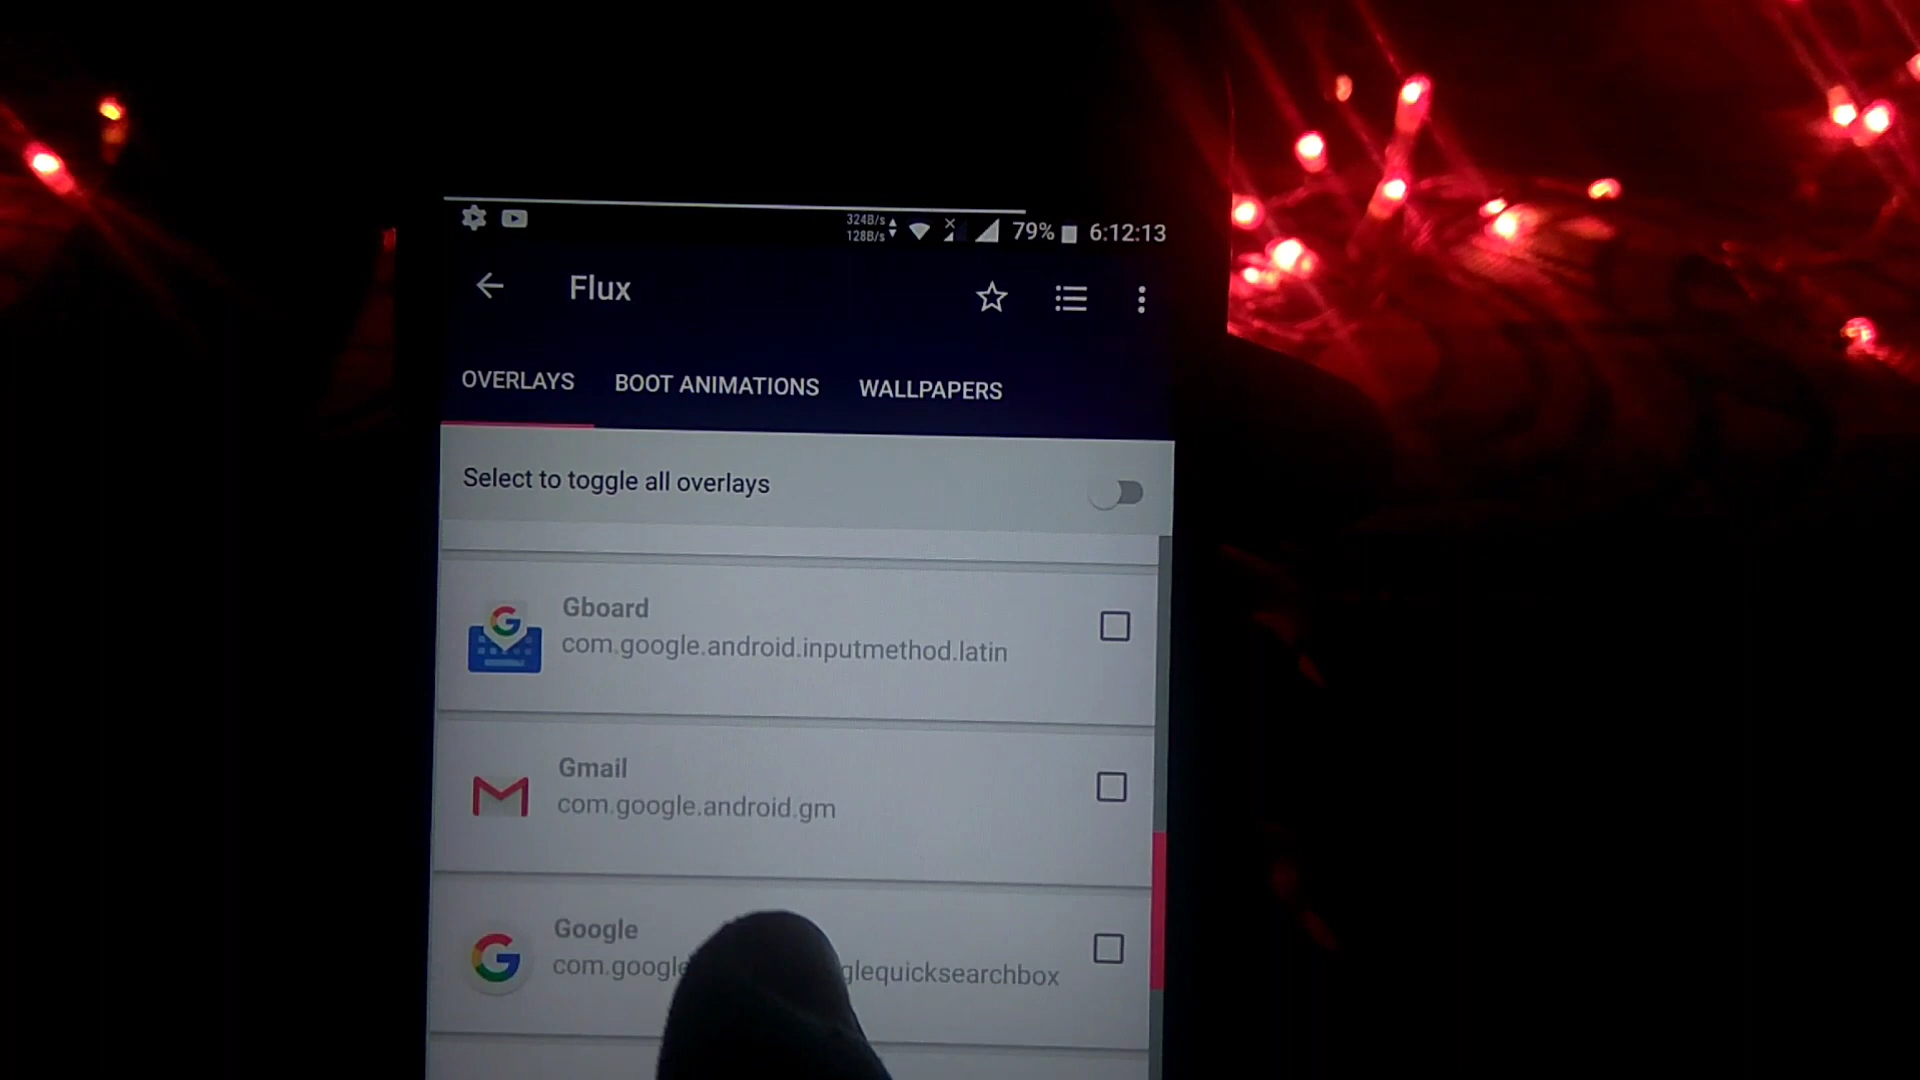 324B/s
128B/s
79%
6:12:13
Flux
OVERLAYS BOOT ANIMATIONS WALLPAPERS
Select to toggle all overlays
Gboard
com.google.android.inputmethod.latin
Gmail
com.google.android.gm
Google
com.google glequicksearchbox